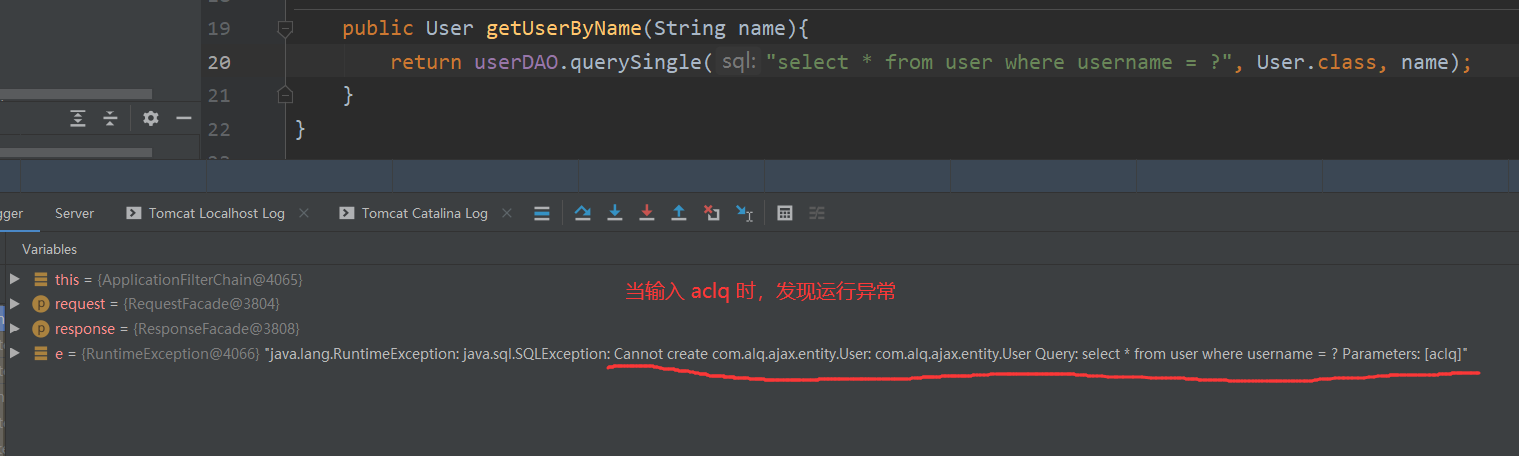 19 public User getUserByName(String name){
20 return userDAO.querySingle( sql: "select * from user where username = ?", User.class, name);
21 }
22 }
Server Tomcat Localhost Log × Tomcat Catalina Log ×
Variables
this = {ApplicationFilterChain@4065}
当输入 aclq 时，发现运行异常
request = {RequestFacade@3804}
response = {ResponseFacade@3808}
e = {RuntimeException@4066} "java.lang.RuntimeException: java.sql.SQLException: Cannot create com.alq.ajax.entity.User: com.alq.ajax.entity.User Query: select * from user where username = ? Parameters: [aclq]"